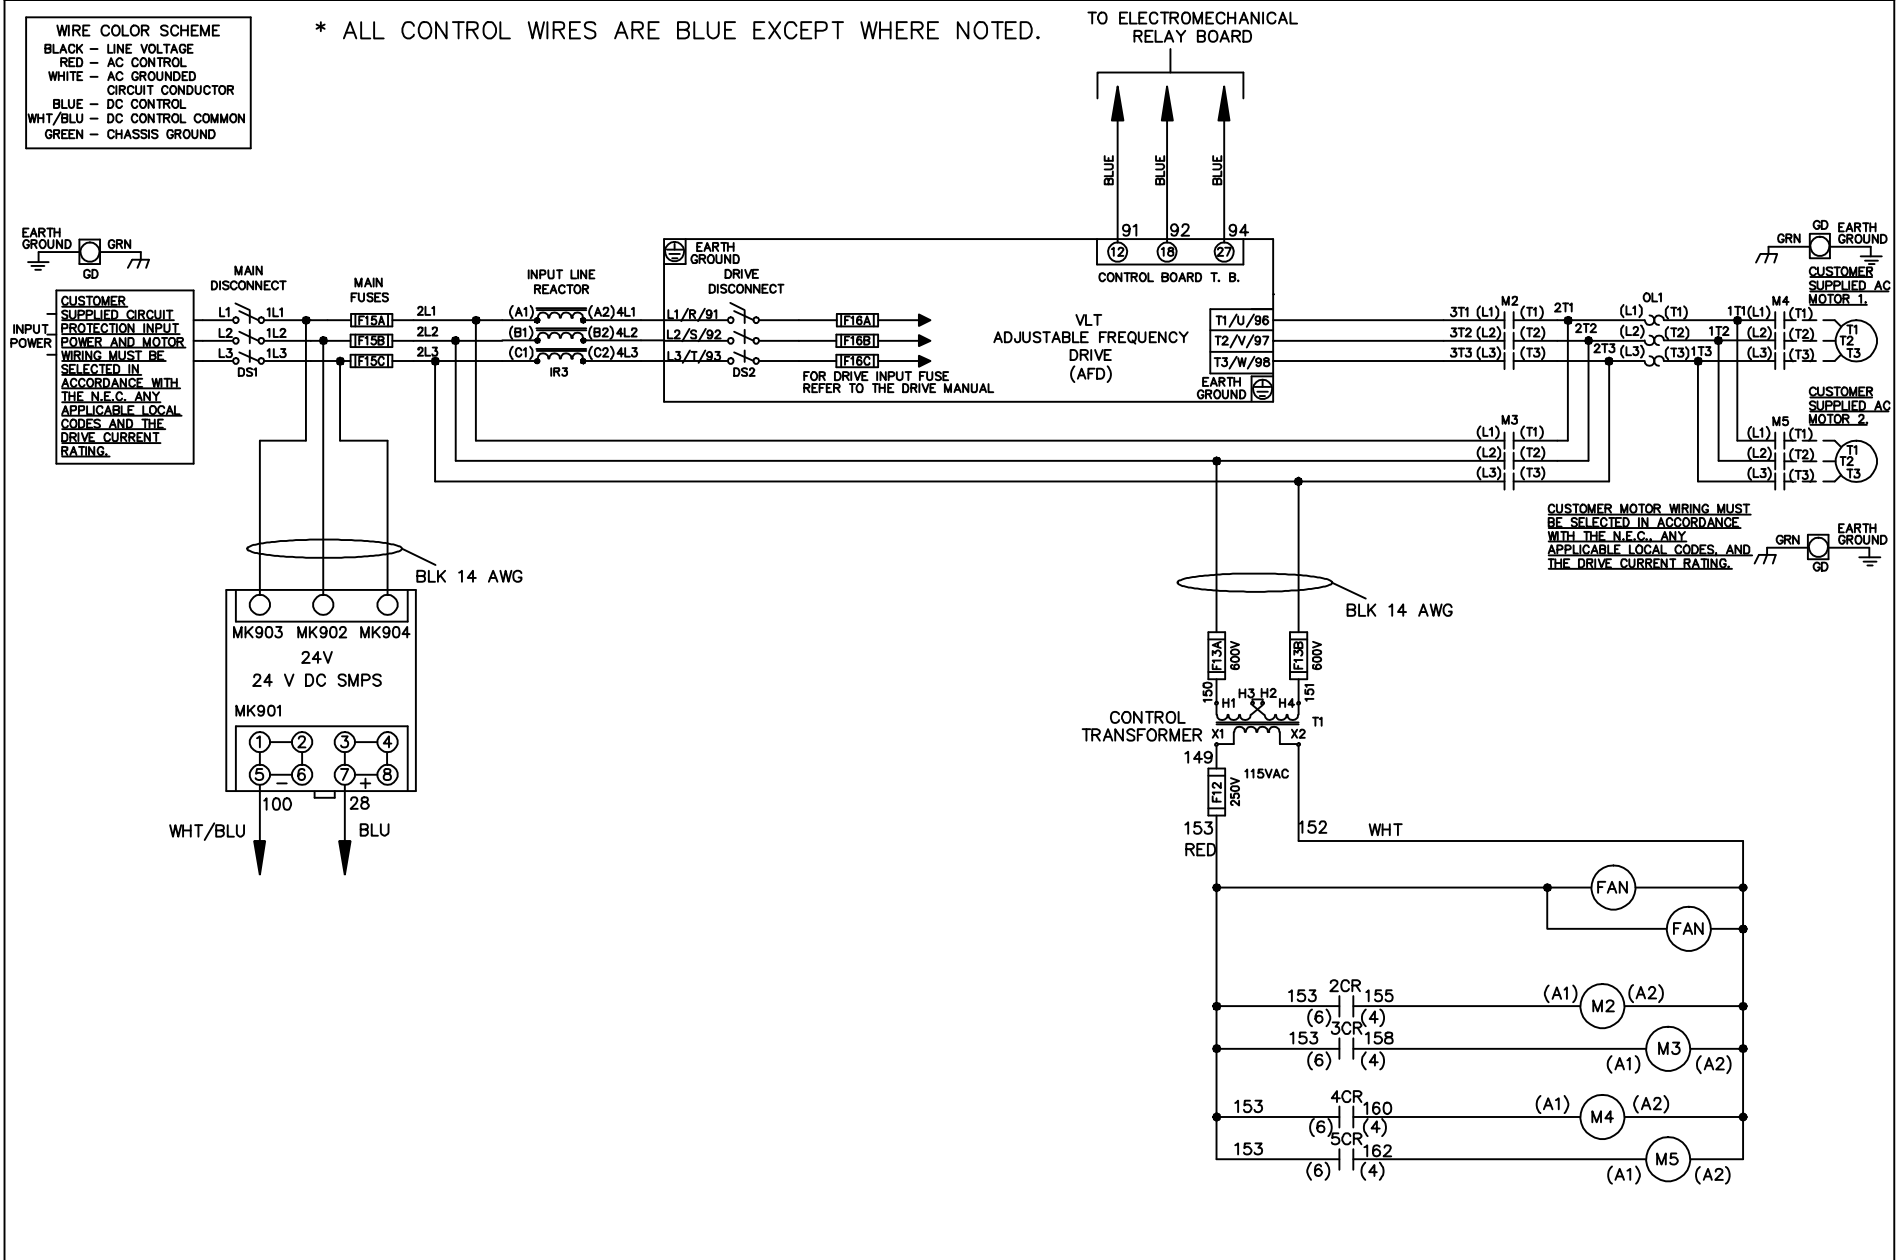 WIRE COLOR SCHEME
BLACK – LINE VOLTAGE
RED – AC CONTROL
WHITE – AC GROUNDED
CIRCUIT CONDUCTOR
BLUE – DC CONTROL
WHT/BLU – DC CONTROL COMMON
GREEN – CHASSIS GROUND
* ALL CONTROL WIRES ARE BLUE EXCEPT WHERE NOTED.
TO ELECTROMECHANICAL
RELAY BOARD
BLUE
BLUE
BLUE
91
92
94
12
18
27
CONTROL BOARD T. B.
EARTH
GROUND
GRN
GD
INPUT
POWER
CUSTOMER
SUPPLIED CIRCUIT
PROTECTION INPUT
POWER AND MOTOR
WIRING MUST BE
SELECTED IN
ACCORDANCE WITH
THE N.E.C. ANY
APPLICABLE LOCAL
CODES AND THE
DRIVE CURRENT
RATING.
MAIN
DISCONNECT
L1
1L1
L2
1L2
L3
1L3
DS1
MAIN
FUSES
F15A
F15B
F15C
2L1
2L2
2L3
INPUT LINE
REACTOR
(A1)
(A2)
4L1
(B1)
(B2)
4L2
(C1)
(C2)
4L3
IR3
EARTH
GROUND
DRIVE
DISCONNECT
L1/R/91
L2/S/92
L3/T/93
DS2
F16A
F16B
F16C
FOR DRIVE INPUT FUSE
REFER TO THE DRIVE MANUAL
VLT
ADJUSTABLE FREQUENCY
DRIVE
(AFD)
T1/U/96
T2/V/97
T3/W/98
EARTH
GROUND
3T1
(L1)
M2
(T1)
2T1
3T2
(L2)
(T2)
2T2
3T3
(L3)
(T3)
2T3
OL1
(L1)
(T1)
(L2)
(T2)
(L3)
(T3)
1T1
1T2
1T3
M4
(L1)
(T1)
(L2)
(T2)
(L3)
(T3)
T1
T2
T3
GD
EARTH
GROUND
GRN
CUSTOMER
SUPPLIED AC
MOTOR 1.
M3
(L1)
(T1)
(L2)
(T2)
(L3)
(T3)
CUSTOMER
SUPPLIED AC
MOTOR 2.
M5
(L1)
(T1)
(L2)
(T2)
(L3)
(T3)
T1
T2
T3
CUSTOMER MOTOR WIRING MUST
BE SELECTED IN ACCORDANCE
WITH THE N.E.C., ANY
APPLICABLE LOCAL CODES, AND
THE DRIVE CURRENT RATING.
GRN
EARTH
GROUND
GD
BLK 14 AWG
MK903
MK902
MK904
24V
24 V DC SMPS
MK901
1
2
3
4
5
6
7
8
–
+
100
28
WHT/BLU
BLU
BLK 14 AWG
F13A
600V
F13B
600V
150
151
H1
H3
H2
H4
T1
CONTROL
TRANSFORMER
X1
X2
149
115VAC
F12
250V
153
RED
152
WHT
FAN
FAN
153
2CR
155
(6)
(4)
(A1)
M2
(A2)
153
3CR
158
(6)
(4)
(A1)
M3
(A2)
153
4CR
160
(6)
(4)
(A1)
M4
(A2)
153
5CR
162
(6)
(4)
(A1)
M5
(A2)